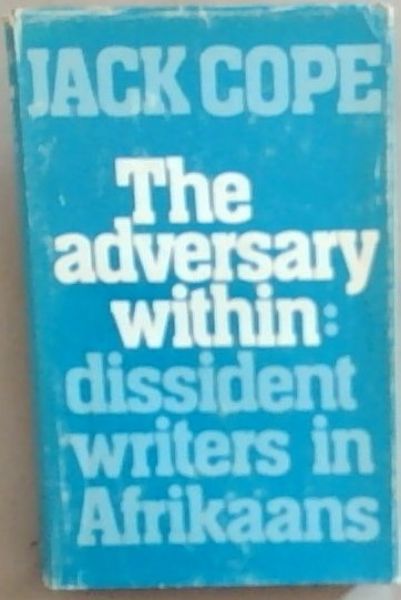 JACK COPE
The
adversary
within:
dissident
writers in
Afrikaans